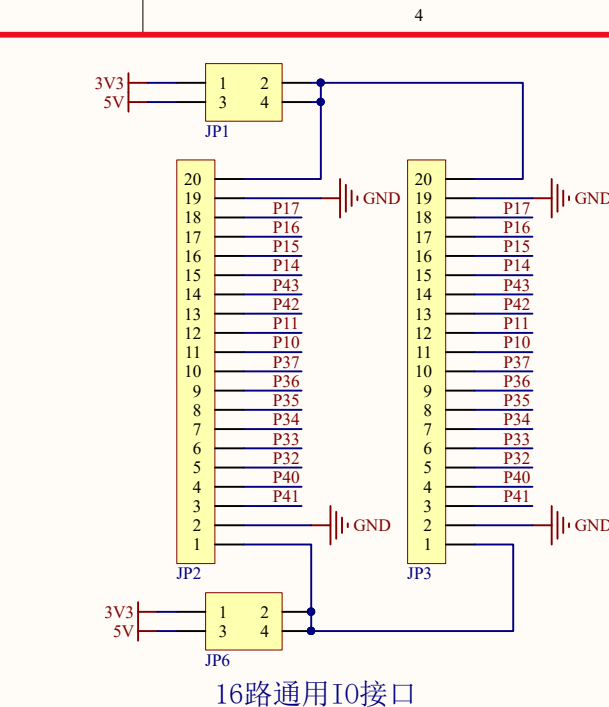 4
3V3 1 2
5V 3 4
JP1
20 20
19 GND 19 GND
18 P17 18 P17
17 P16 17 P16
16 P15 16 P15
15 P14 15 P14
14 P43 14 P43
13 P42 13 P42
12 P11 12 P11
11 P10 11 P10
10 P37 10 P37
9 P36 9 P36
8 P35 8 P35
7 P34 7 P34
6 P33 6 P33
5 P32 5 P32
4 P40 4 P40
3 P41 3 P41
2 GND 2 GND
1 1
JP2 JP3
3V3 1 2
5V 3 4
JP6
16路通用IO接口